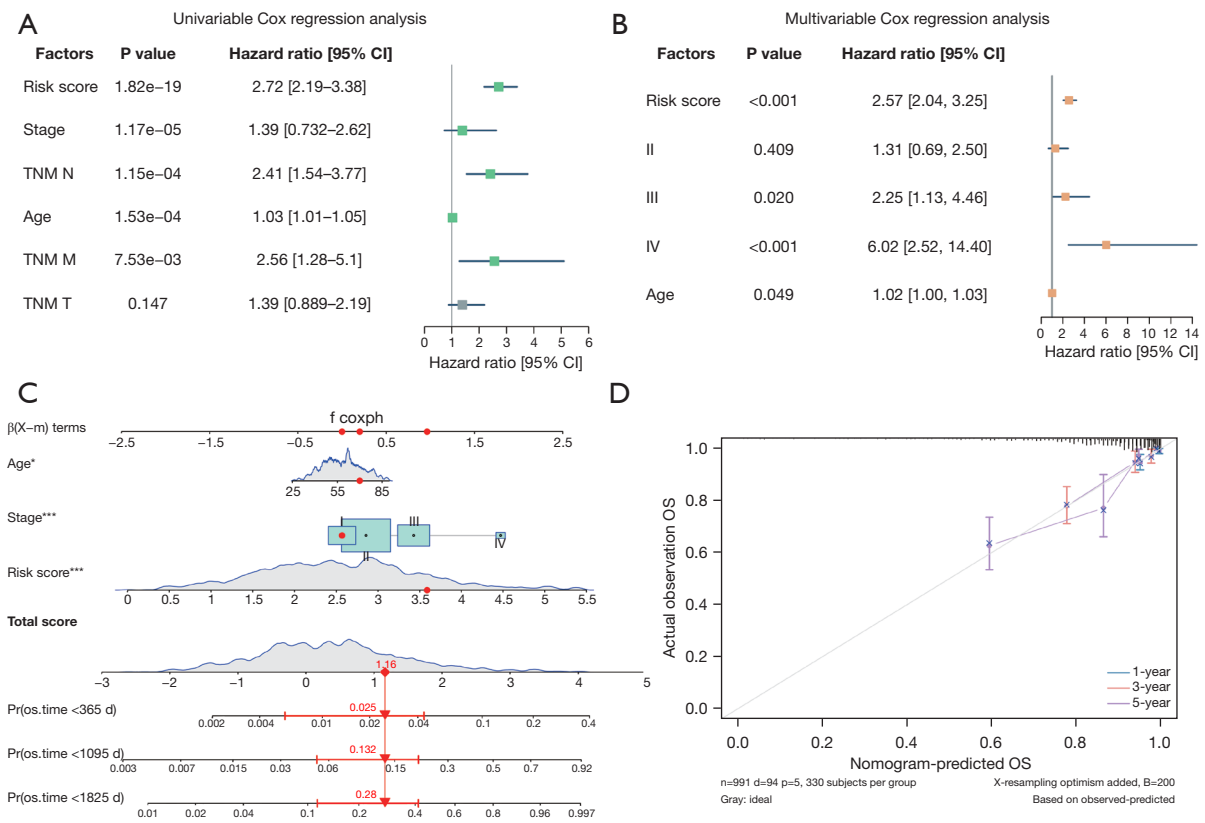 A
Univariable Cox regression analysis
Factors P value Hazard ratio [95% CI]
Risk score 1.82e−19 2.72 [2.19−3.38]
Stage 1.17e−05 1.39 [0.732−2.62]
TNM N 1.15e−04 2.41 [1.54−3.77]
Age 1.53e−04 1.03 [1.01−1.05]
TNM M 7.53e−03 2.56 [1.28−5.1]
TNM T 0.147 1.39 [0.889−2.19]
0 1 2 3 4 5 6
Hazard ratio [95% CI]
B
Multivariable Cox regression analysis
Factors P value Hazard ratio [95% CI]
Risk score <0.001 2.57 [2.04, 3.25]
II 0.409 1.31 [0.69, 2.50]
III 0.020 2.25 [1.13, 4.46]
IV <0.001 6.02 [2.52, 14.40]
Age 0.049 1.02 [1.00, 1.03]
0 2 4 6 8 10 12 14
Hazard ratio [95% CI]
C
f coxph
β(X−m) terms
−2.5 −1.5 −0.5 0.5 1.5 2.5
Age*
25 55 85
Stage***
I III
II IV
Risk score***
0 0.5 1.5 2 2.5 3 3.5 4 4.5 5 5.5
Total score
1.16
−3 −2 −1 0 1 2 3 4 5
Pr(os.time <365 d)
0.025
0.002 0.004 0.01 0.02 0.04 0.1 0.2 0.4
Pr(os.time <1095 d)
0.132
0.003 0.007 0.015 0.03 0.06 0.15 0.3 0.5 0.7 0.92
Pr(os.time <1825 d)
0.28
0.01 0.02 0.04 0.1 0.2 0.4 0.6 0.8 0.96 0.997
D
Actual observation OS
1.0
0.8
0.6
0.4
0.2
0.0
1-year
3-year
5-year
0.0 0.2 0.4 0.6 0.8 1.0
Nomogram-predicted OS
n=991 d=94 p=5, 330 subjects per group X-resampling optimism added, B=200
Gray: ideal Based on observed-predicted